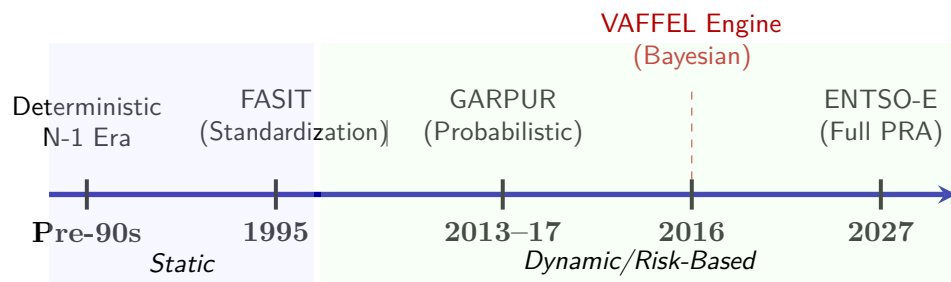 VAFFEL Engine
(Bayesian)
Deterministic
N-1 Era
FASIT
(Standardization)
GARPUR
(Probabilistic)
ENTSO-E
(Full PRA)
Pre-90s
1995
2013–17
2016
2027
Static
Dynamic/Risk-Based